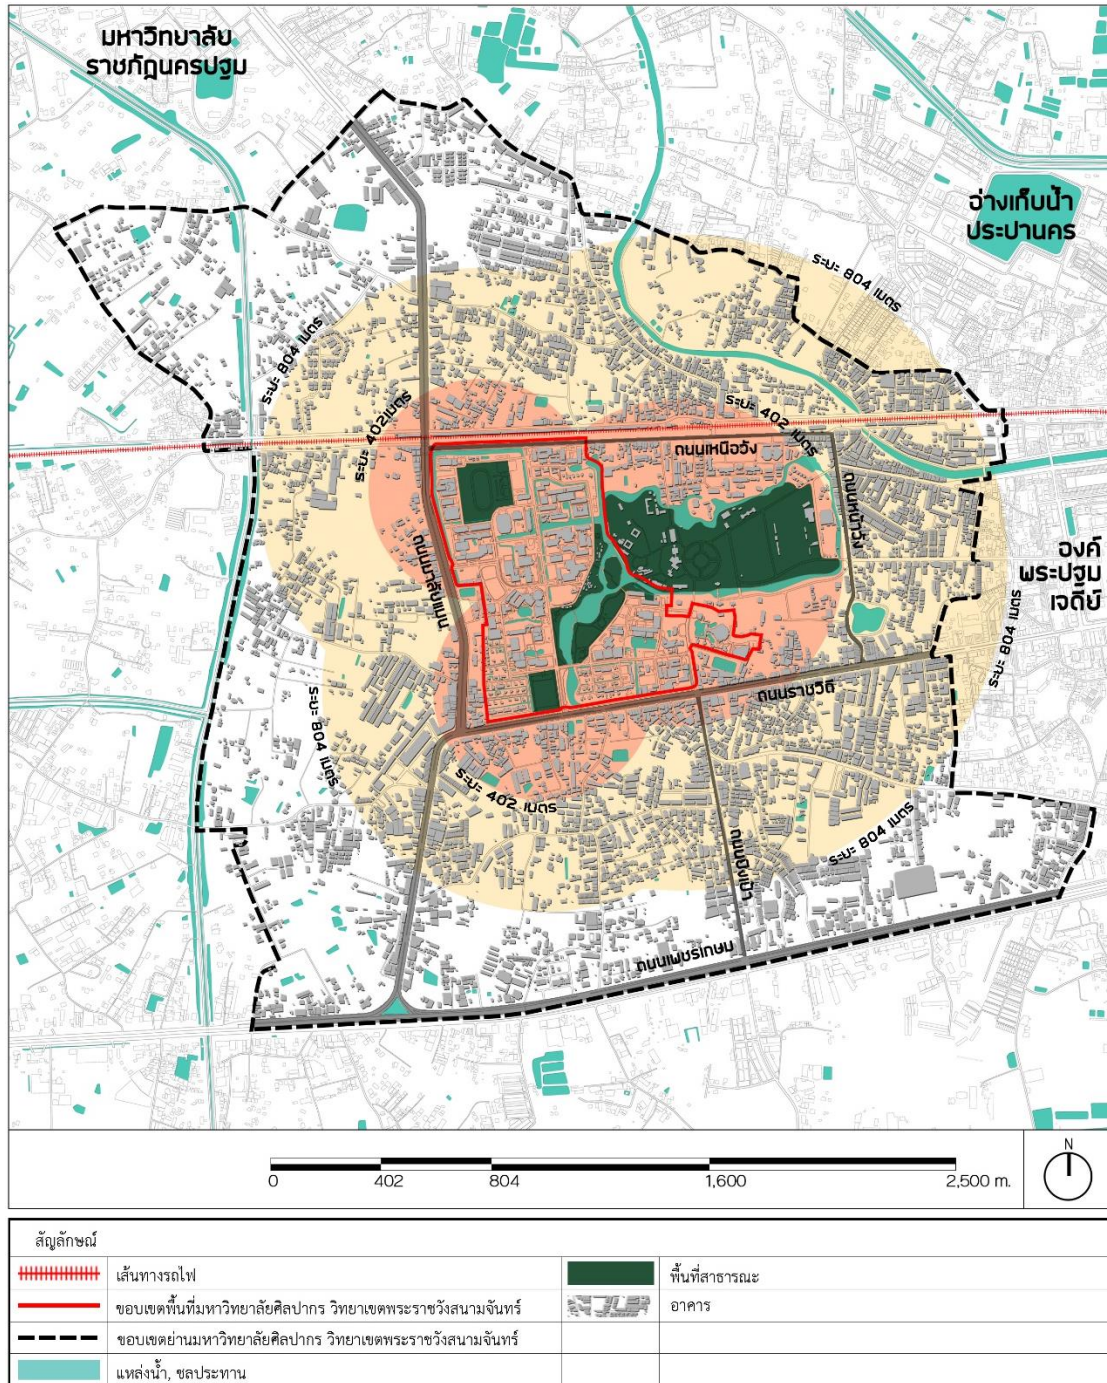 มหาวิทยาลัย
ราชภัฏนครปฐม
อ่างเก็บน้ำ
ประปานคร
ระยะ 804 เมตร
ระยะ 804 เมตร
ระยะ 402 เมตร
ระยะ 402 เมตร
ถนนเหนือวัง
ถนนหน้าวัง
ถนนมาลัยแมน
องค์
พระปฐม
เจดีย์
ระยะ 804 เมตร
ถนนราชวิถี
ระยะ 804 เมตร
ระยะ 402 เมตร
ระยะ 804 เมตร
ถนนยิงเป้า
ถนนเพชรเกษม
0 402 804 1,600 2,500 m.
N
สัญลักษณ์
เส้นทางรถไฟ
พื้นที่สาธารณะ
ขอบเขตพื้นที่มหาวิทยาลัยศิลปากร วิทยาเขตพระราชวังสนามจันทร์
อาคาร
ขอบเขตย่านมหาวิทยาลัยศิลปากร วิทยาเขตพระราชวังสนามจันทร์
แหล่งน้ำ, ชลประทาน